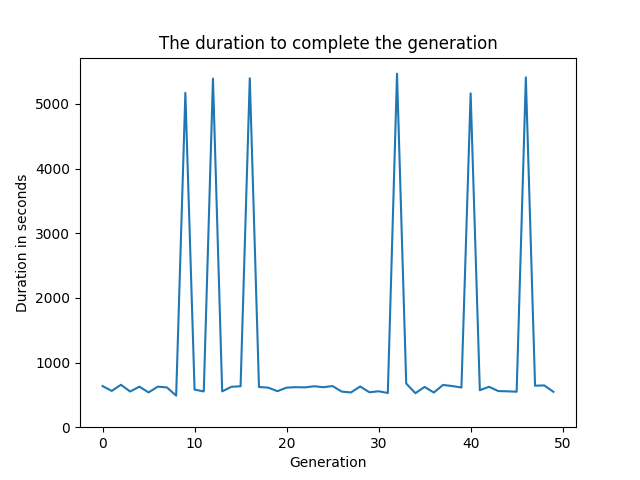 The duration to complete the generation
5000
4000
3000
2000
1000
0
Duration in seconds
0 10 20 30 40 50
Generation